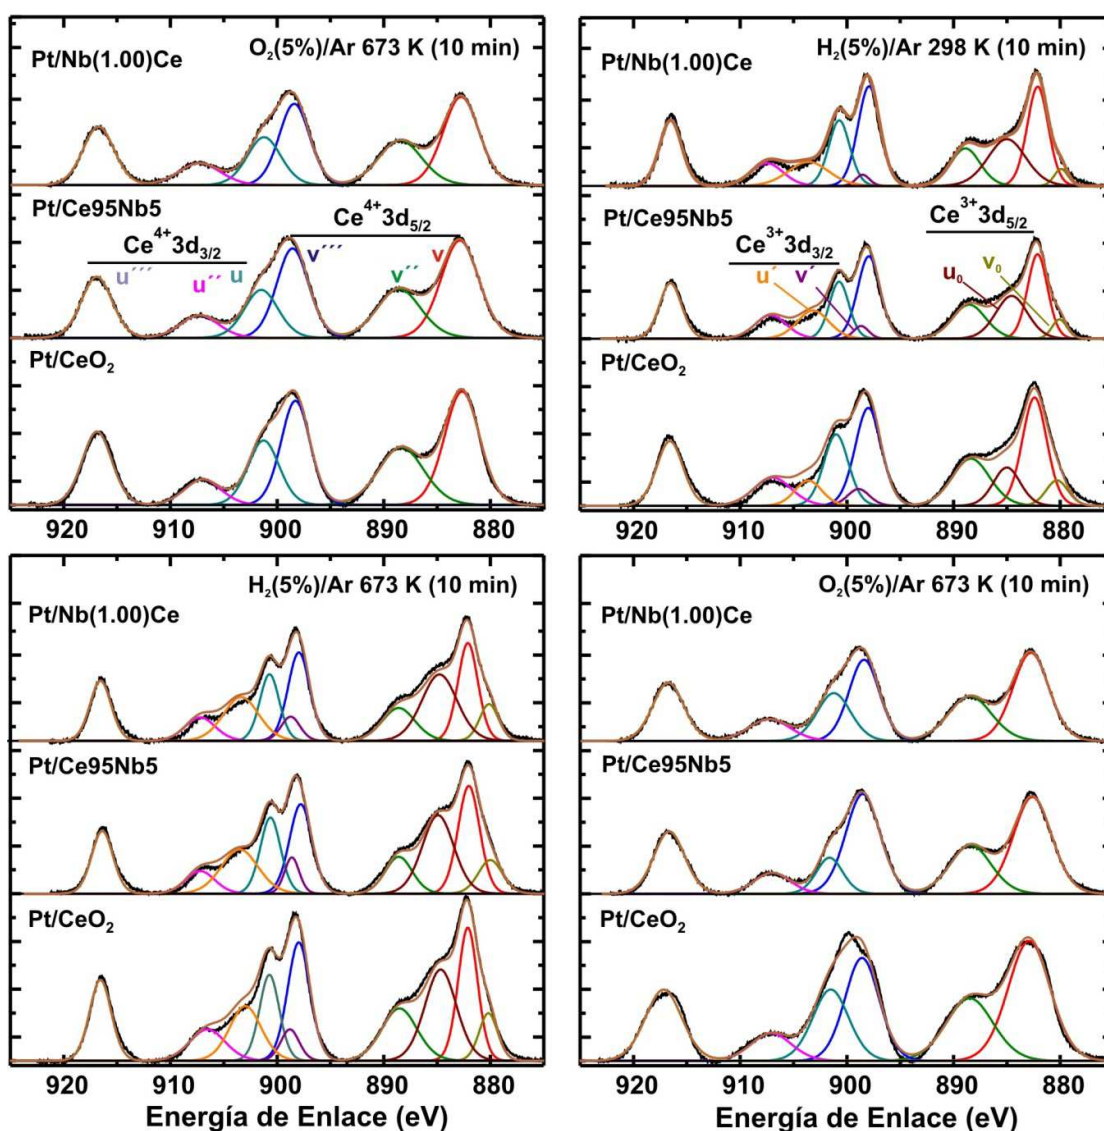 O₂(5%)/Ar 673 K (10 min)
Pt/Nb(1.00)Ce
Pt/Ce95Nb5
Ce⁴⁺3d₃/₂
Ce⁴⁺3d₅/₂
u´´´ u´´ u v´´´ v´´ v
Pt/CeO₂
920 910 900 890 880
H₂(5%)/Ar 298 K (10 min)
Pt/Nb(1.00)Ce
Pt/Ce95Nb5
Ce³⁺3d₃/₂
Ce³⁺3d₅/₂
u´ v´ u₀ v₀
Pt/CeO₂
920 910 900 890 880
H₂(5%)/Ar 673 K (10 min)
Pt/Nb(1.00)Ce
Pt/Ce95Nb5
Pt/CeO₂
920 910 900 890 880
Energía de Enlace (eV)
O₂(5%)/Ar 673 K (10 min)
Pt/Nb(1.00)Ce
Pt/Ce95Nb5
Pt/CeO₂
920 910 900 890 880
Energía de Enlace (eV)